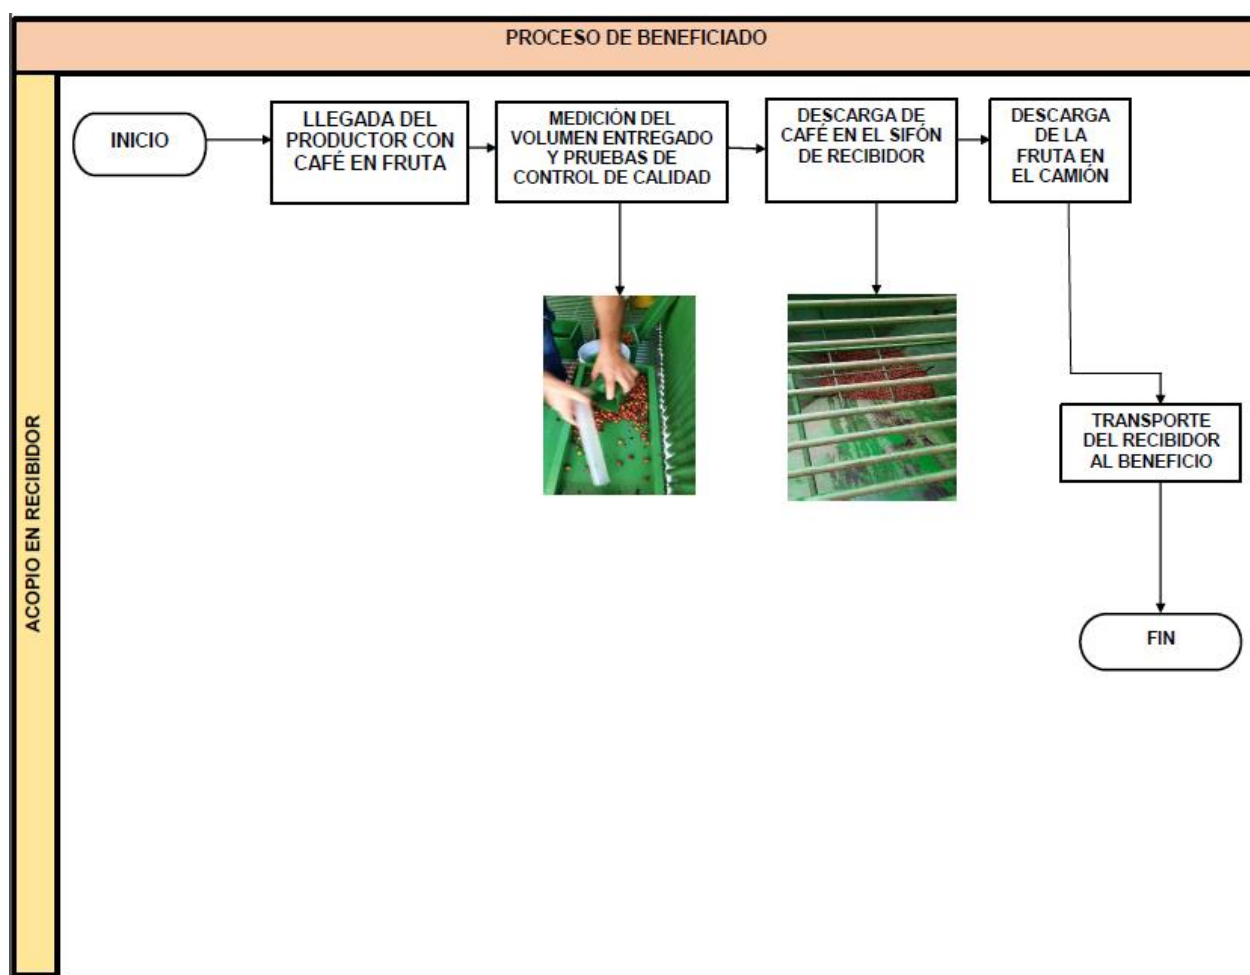 PROCESO DE BENEFICIADO
ACOPIO EN RECIBIDOR
INICIO
LLEGADA DEL
PRODUCTOR CON
CAFÉ EN FRUTA
MEDICIÓN DEL
VOLUMEN ENTREGADO
Y PRUEBAS DE
CONTROL DE CALIDAD
DESCARGA DE
CAFÉ EN EL SIFÓN
DE RECIBIDOR
DESCARGA
DE LA
FRUTA EN
EL CAMIÓN
TRANSPORTE
DEL RECIBIDOR
AL BENEFICIO
FIN